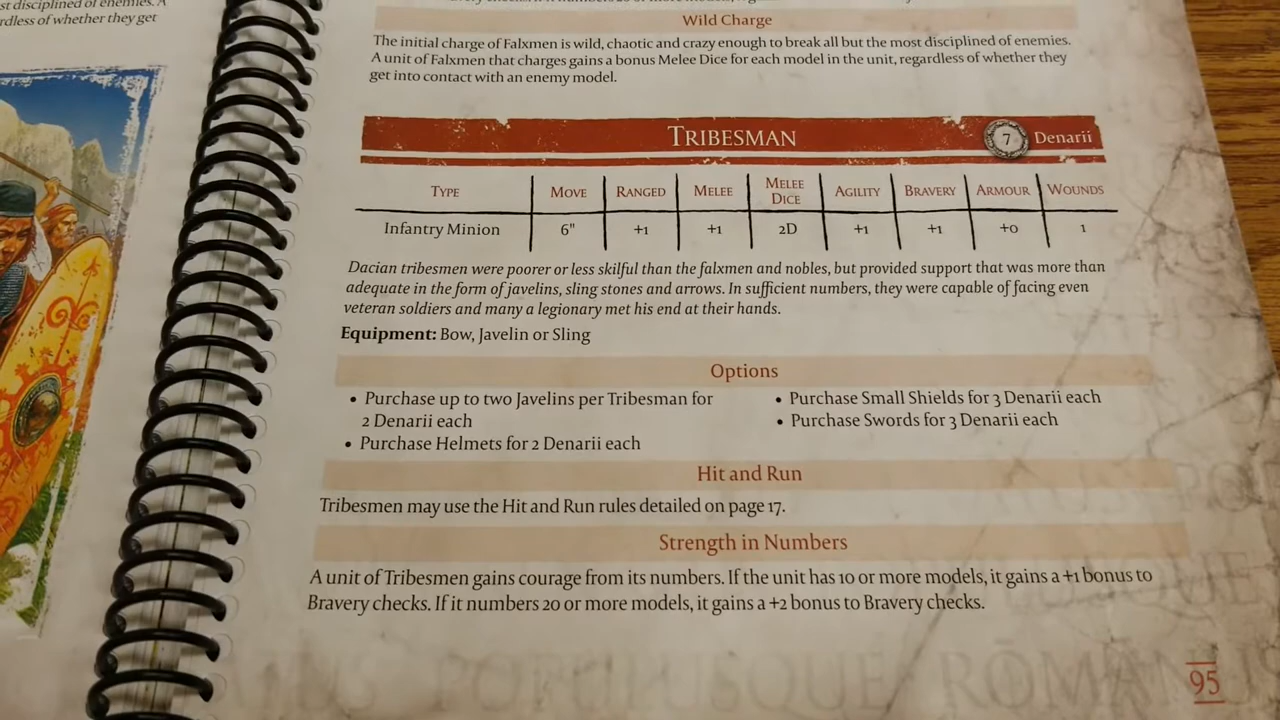 st disciplined of enemies. A
rdless of whether they get
Wild Charge
The initial charge of Falxmen is wild, chaotic and crazy enough to break all but the most disciplined of enemies.
A unit of Falxmen that charges gains a bonus Melee Dice for each model in the unit, regardless of whether they
get into contact with an enemy model.
TRIBESMAN 7 Denarii
TYPE MOVE RANGED MELEE MELEE DICE AGILITY BRAVERY ARMOUR WOUNDS
Infantry Minion 6" +1 +1 2D +1 +1 +0 1
Dacian tribesmen were poorer or less skilful than the falxmen and nobles, but provided support that was more than
adequate in the form of javelins, sling stones and arrows. In sufficient numbers, they were capable of facing even
veteran soldiers and many a legionary met his end at their hands.
Equipment: Bow, Javelin or Sling
Options
• Purchase up to two Javelins per Tribesman for
2 Denarii each
• Purchase Helmets for 2 Denarii each
• Purchase Small Shields for 3 Denarii each
• Purchase Swords for 3 Denarii each
Hit and Run
Tribesmen may use the Hit and Run rules detailed on page 17.
Strength in Numbers
A unit of Tribesmen gains courage from its numbers. If the unit has 10 or more models, it gains a +1 bonus to
Bravery checks. If it numbers 20 or more models, it gains a +2 bonus to Bravery checks.
95